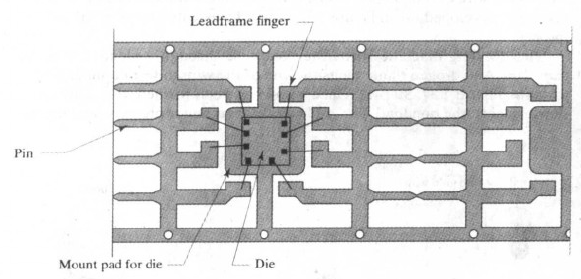 Leadframe finger
Pin
Mount pad for die
Die